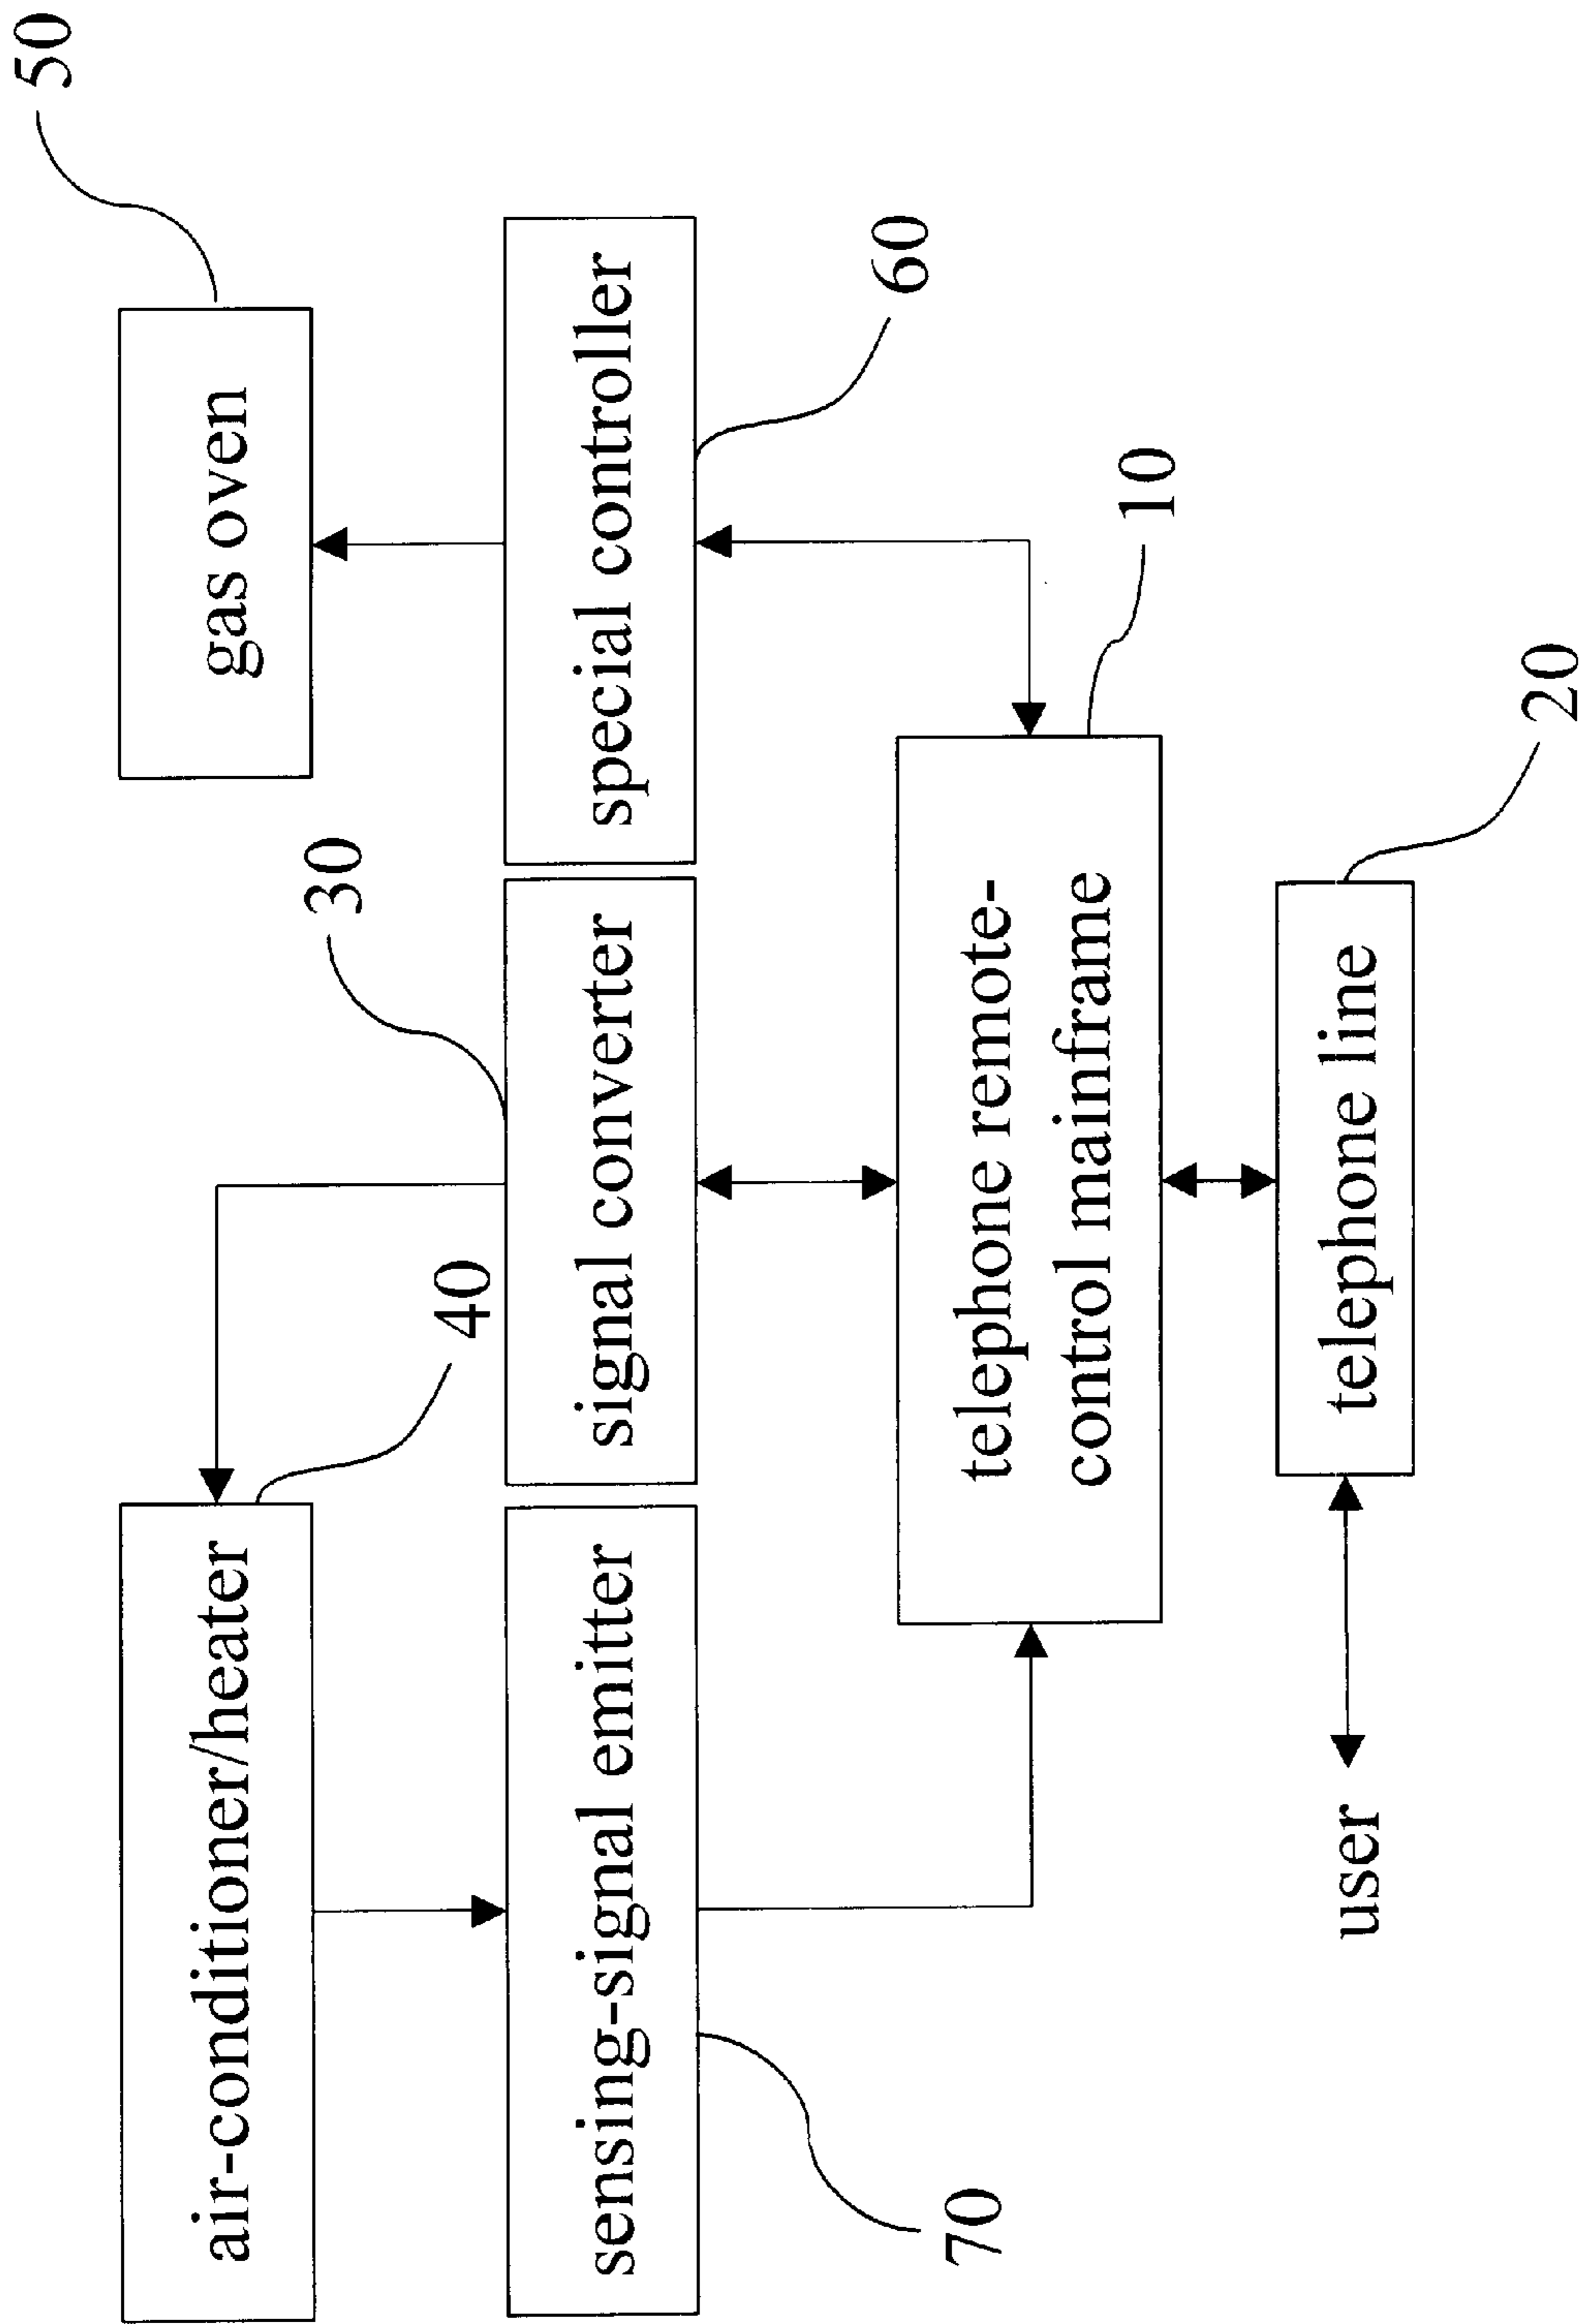 air-conditioner/heater
40
gas oven
50
sensing-signal emitter
70
signal converter
30
special controller
60
telephone remote-
control mainframe
10
user
telephone line
20